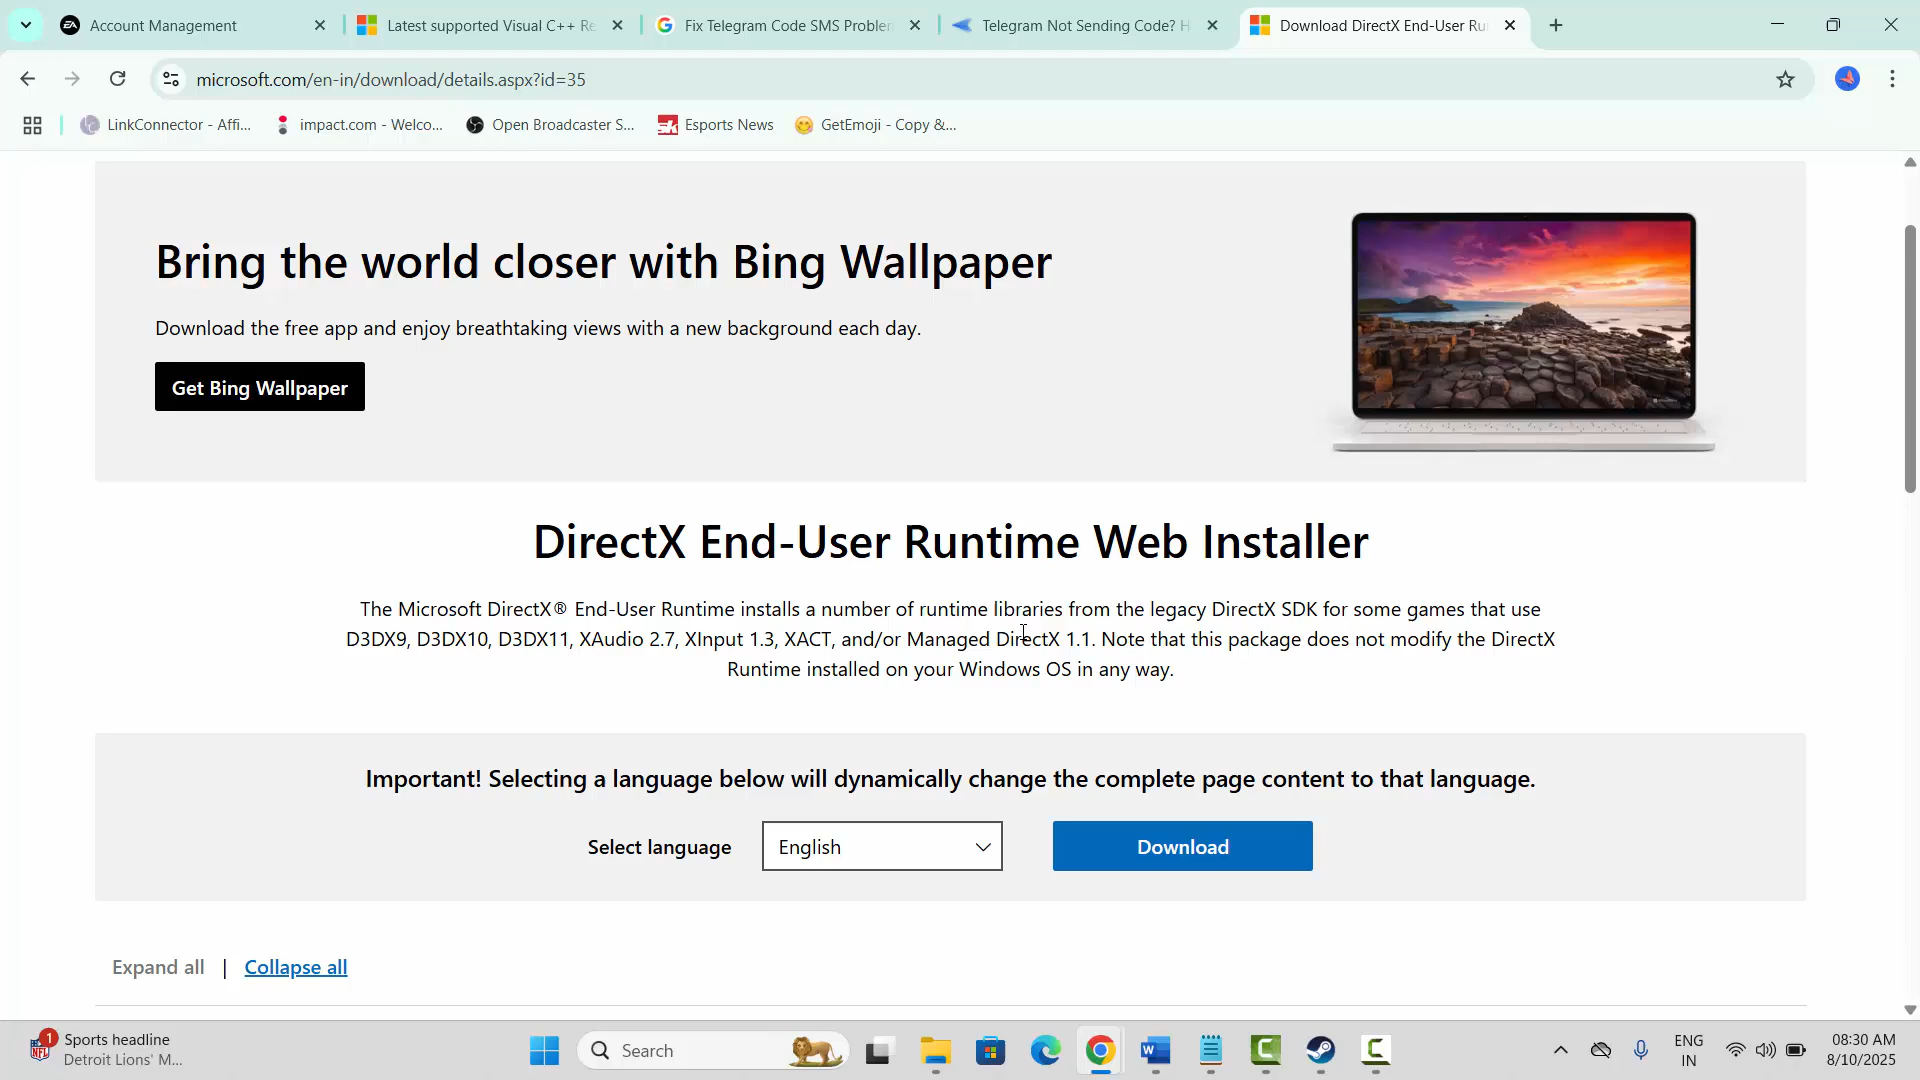 Account Management
Latest supported Visual C++ Re
Fix Telegram Code SMS Problem
Telegram Not Sending Code? H
Download DirectX End-User Ru
microsoft.com/en-in/download/details.aspx?id=35
LinkConnector - Affi...
impact.com - Welco...
Open Broadcaster S...
Esports News
GetEmoji - Copy &...
Bring the world closer with Bing Wallpaper
Download the free app and enjoy breathtaking views with a new background each day.
Get Bing Wallpaper
DirectX End-User Runtime Web Installer
The Microsoft DirectX® End-User Runtime installs a number of runtime libraries from the legacy DirectX SDK for some games that use
D3DX9, D3DX10, D3DX11, XAudio 2.7, XInput 1.3, XACT, and/or Managed DirectX 1.1. Note that this package does not modify the DirectX
Runtime installed on your Windows OS in any way.
Important! Selecting a language below will dynamically change the complete page content to that language.
Select language
English
Download
Expand all | Collapse all
1
Sports headline
Detroit Lions' M...
Search
ENG
IN
08:30 AM
8/10/2025